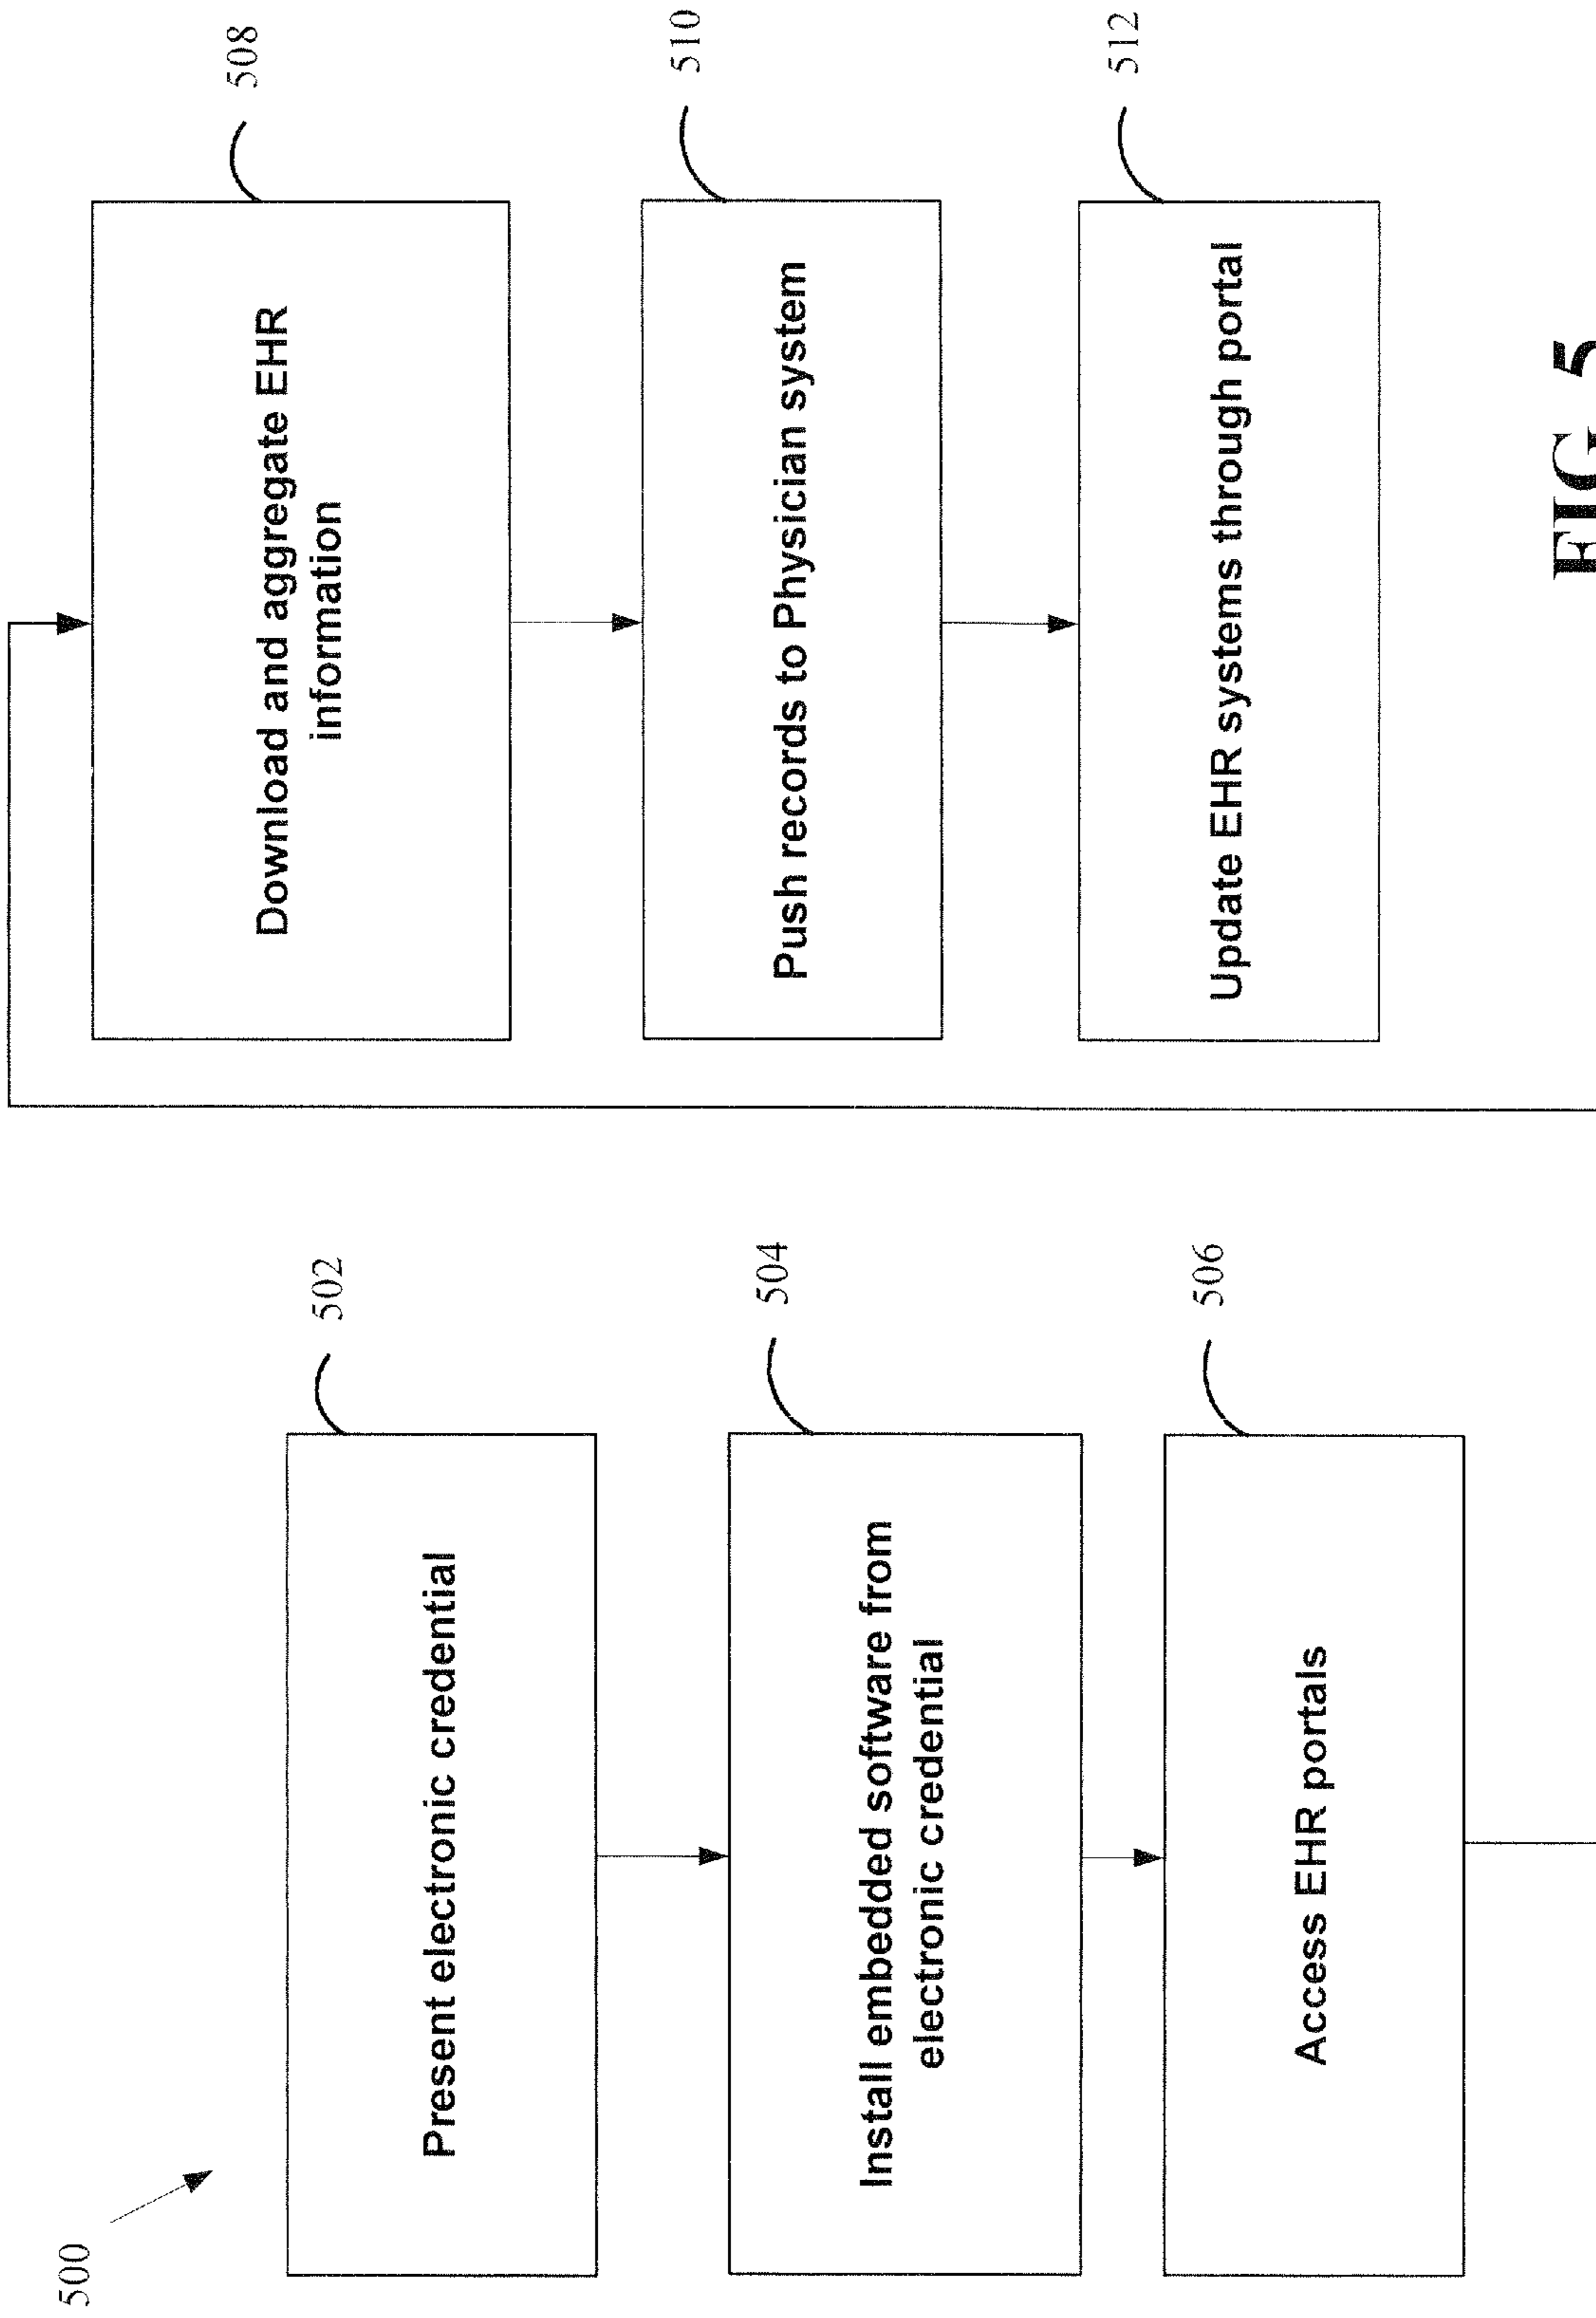 500
Present electronic credential
502
Install embedded software from
electronic credential
504
Access EHR portals
506
Download and aggregate EHR
information
508
Push records to Physician system
510
Update EHR systems through portal
512
FIG. 5